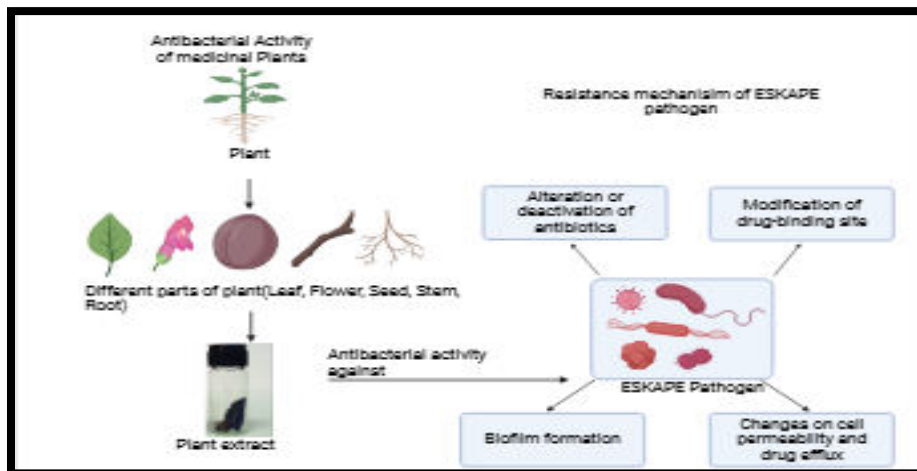 Antibacterial Activity
of medicinal Plants
Plant
Different parts of plant(Leaf, Flower, Seed, Stem,
Root)
Plant extract
Antibacterial activity
against
Resistance mechanisim of ESKAPE
pathogen
Alteration or
deactivation of
antibiotics
Modification of
drug-binding site
ESKAPE Pathogen
Biofilm formation
Changes on cell
permeability and
drug efflux